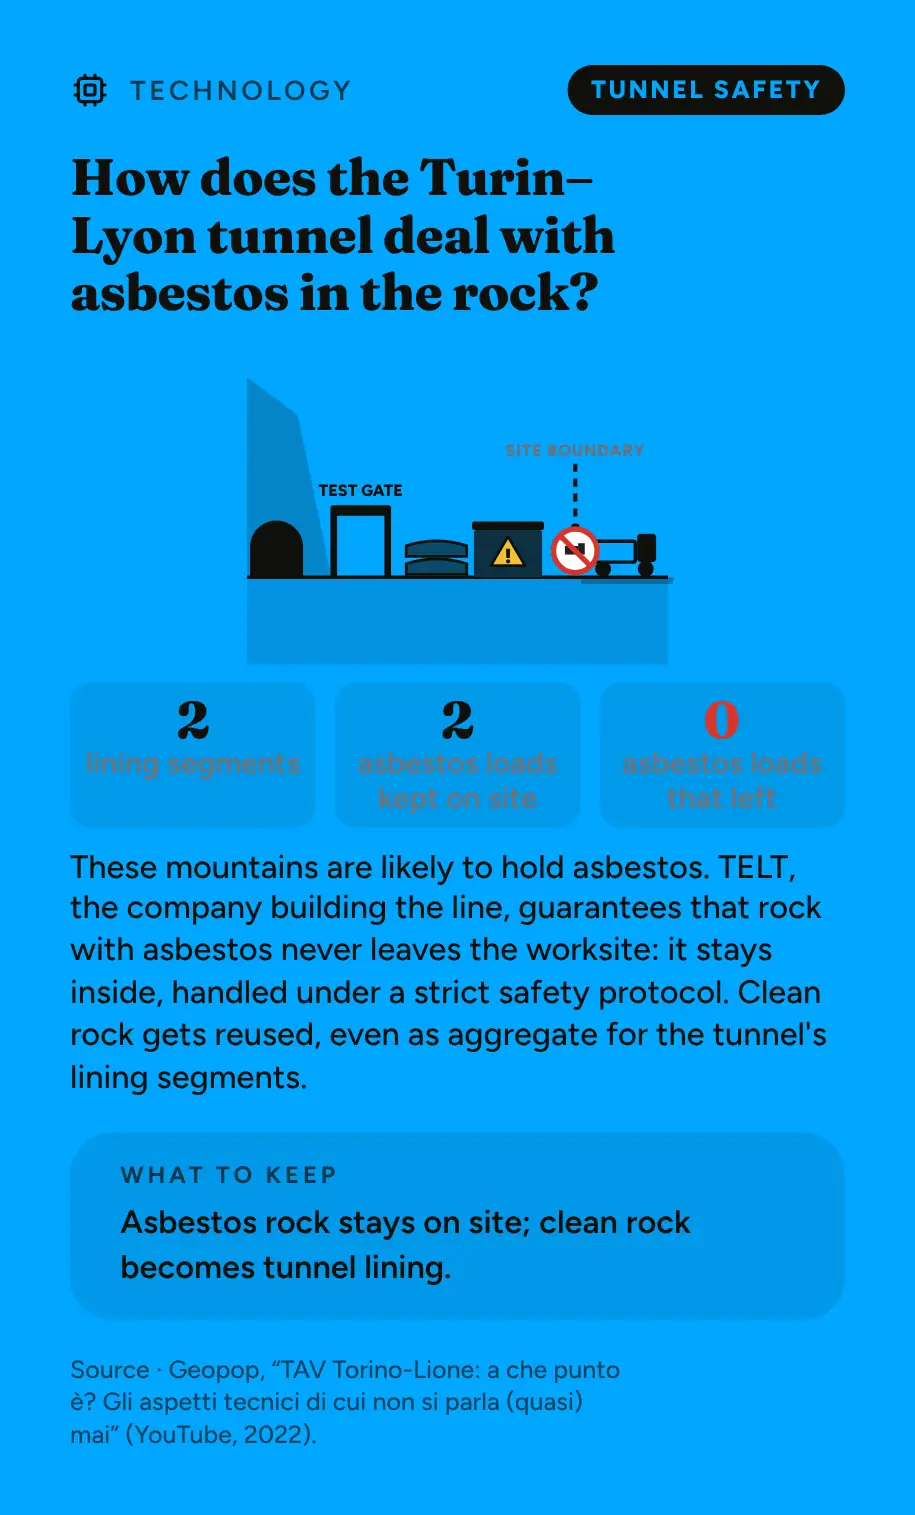 TECHNOLOGY
TUNNEL SAFETY
How does the Turin–
Lyon tunnel deal with
asbestos in the rock?
SITE BOUNDARY
TEST GATE
2
lining segments
2
asbestos loads
kept on site
0
asbestos loads
that left
These mountains are likely to hold asbestos. TELT,
the company building the line, guarantees that rock
with asbestos never leaves the worksite: it stays
inside, handled under a strict safety protocol. Clean
rock gets reused, even as aggregate for the tunnel's
lining segments.
WHAT TO KEEP
Asbestos rock stays on site; clean rock
becomes tunnel lining.
Source · Geopop, “TAV Torino-Lione: a che punto
è? Gli aspetti tecnici di cui non si parla (quasi)
mai” (YouTube, 2022).